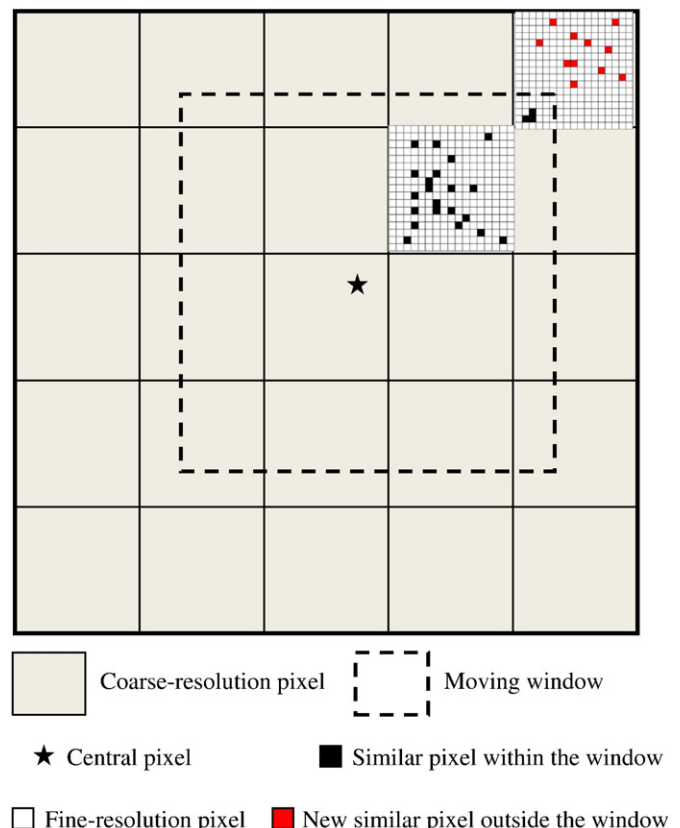 Coarse-resolution pixel
Moving window
Central pixel
Similar pixel within the window
Fine-resolution pixel
New similar pixel outside the window